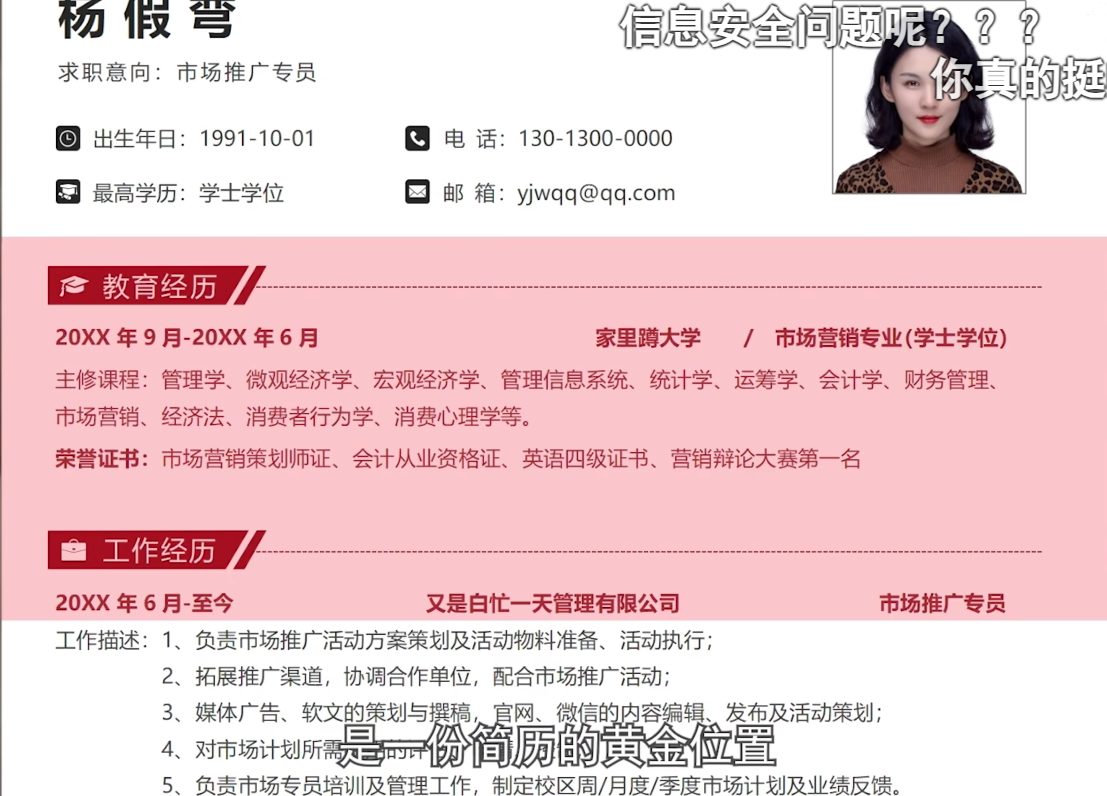 杨假弯
信息安全问题呢？？？
求职意向：市场推广专员
你真的挺
出生年日：1991-10-01
电 话：130-1300-0000
最高学历：学士学位
邮 箱：yjwqq@qq.com
教育经历
20XX 年 9 月-20XX 年 6 月 家里蹲大学 / 市场营销专业(学士学位)
主修课程：管理学、微观经济学、宏观经济学、管理信息系统、统计学、运筹学、会计学、财务管理、
市场营销、经济法、消费者行为学、消费心理学等。
荣誉证书：市场营销策划师证、会计从业资格证、英语四级证书、营销辩论大赛第一名
工作经历
20XX 年 6 月-至今 又是白忙一天管理有限公司 市场推广专员
工作描述：1、负责市场推广活动方案策划及活动物料准备、活动执行；
2、拓展推广渠道，协调合作单位，配合市场推广活动；
3、媒体广告、软文的策划与撰稿，官网、微信的内容编辑、发布及活动策划；
4、对市场计划所需
是一份简历的黄金位置
5、负责市场专员培训及管理工作，制定校区周/月度/季度市场计划及业绩反馈。